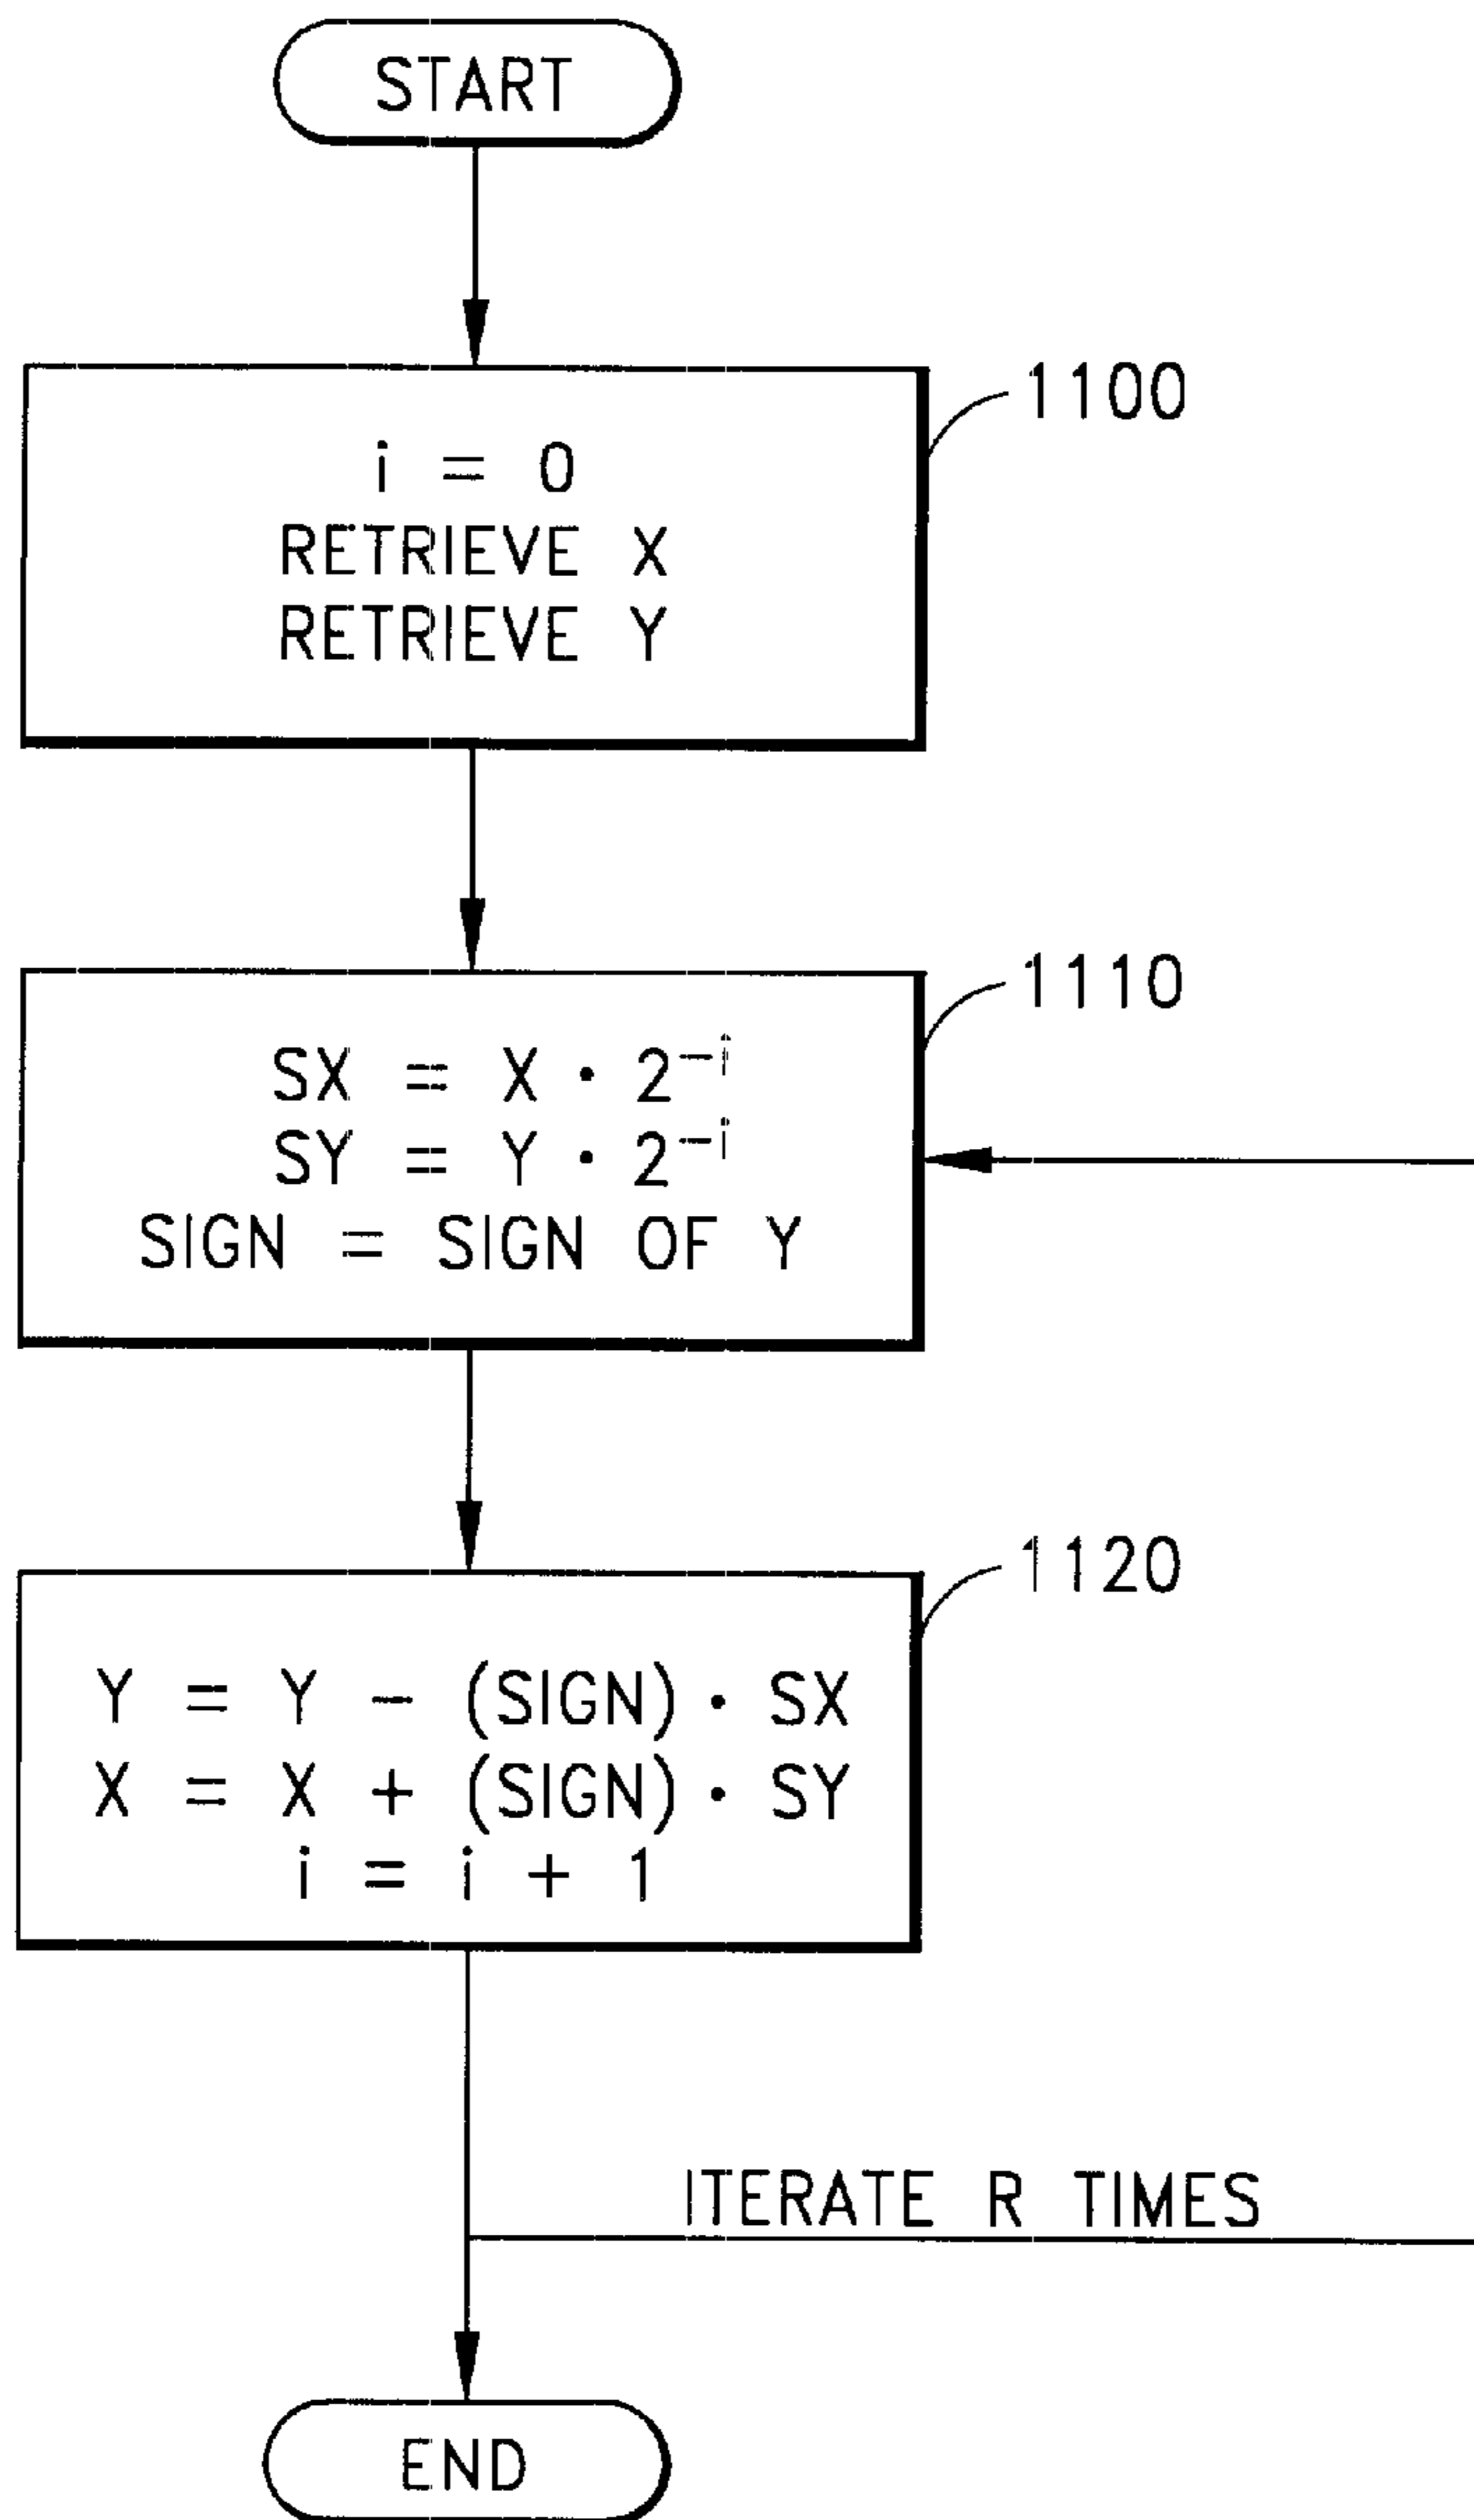 START
1100
i = 0
RETRIEVE X
RETRIEVE Y
1110
SX = X · 2⁻ⁱ
SY = Y · 2⁻ⁱ
SIGN = SIGN OF Y
1120
Y = Y - (SIGN) · SX
X = X + (SIGN) · SY
i = i + 1
ITERATE R TIMES
END